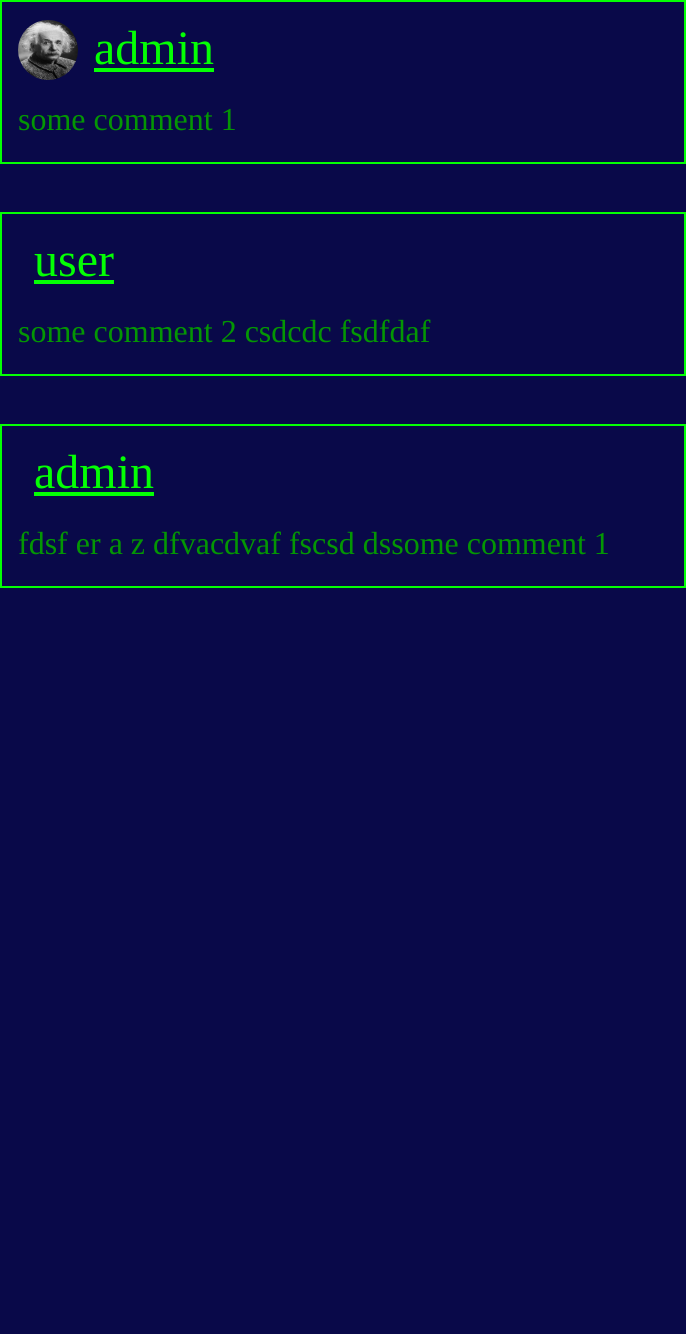 admin
some comment 1
user
some comment 2 csdcdc fsdfdaf
admin
fdsf er a z dfvacdvaf fscsd dssome comment 1